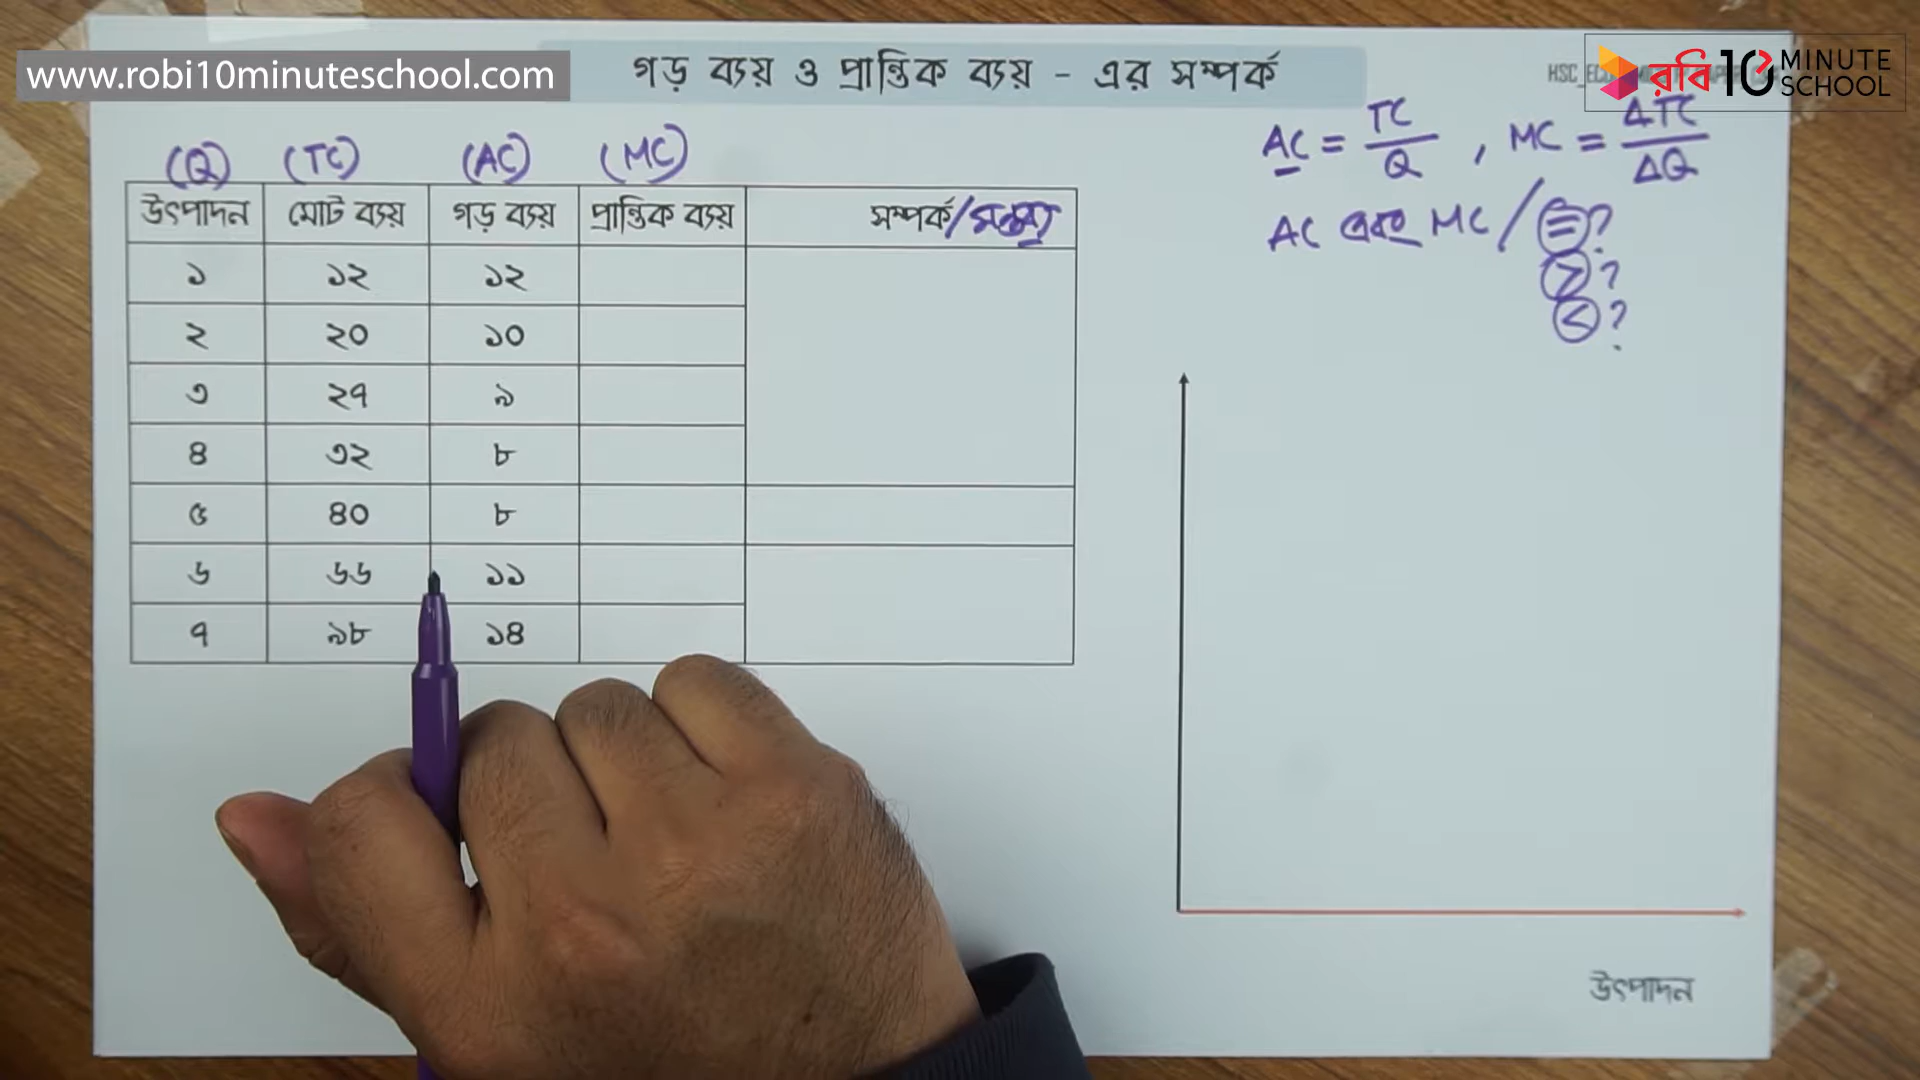 www.robi10minuteschool.com
গড় ব্যয় ও প্রান্তিক ব্যয় - এর সম্পর্ক
রবি 10 MINUTE SCHOOL
AC = TC / Q , MC = ΔTC / ΔQ
AC এবং MC / = ?
> ?
< ?
(Q) (TC) (AC) (MC)
উৎপাদন মোট ব্যয় গড় ব্যয় প্রান্তিক ব্যয় সম্পর্ক/
১ ১২ ১২
২ ২০ ১০
৩ ২৭ ৯
৪ ৩২ ৮
৫ ৪০ ৮
৬ ৬৬ ১১
৭ ৯৮ ১৪
উৎপাদন